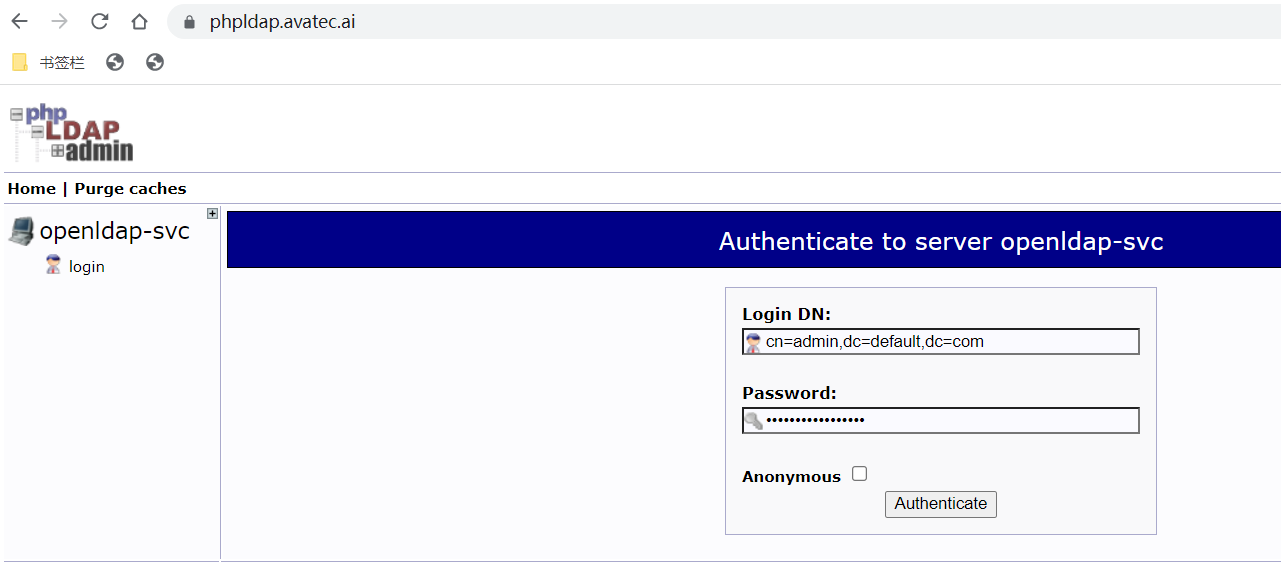 phpldap.avatec.ai
书签栏
php
LDAP
admin
Home | Purge caches
openldap-svc
login
Authenticate to server openldap-svc
Login DN:
cn=admin,dc=default,dc=com
Password:
•••••••••••••••••
Anonymous
Authenticate